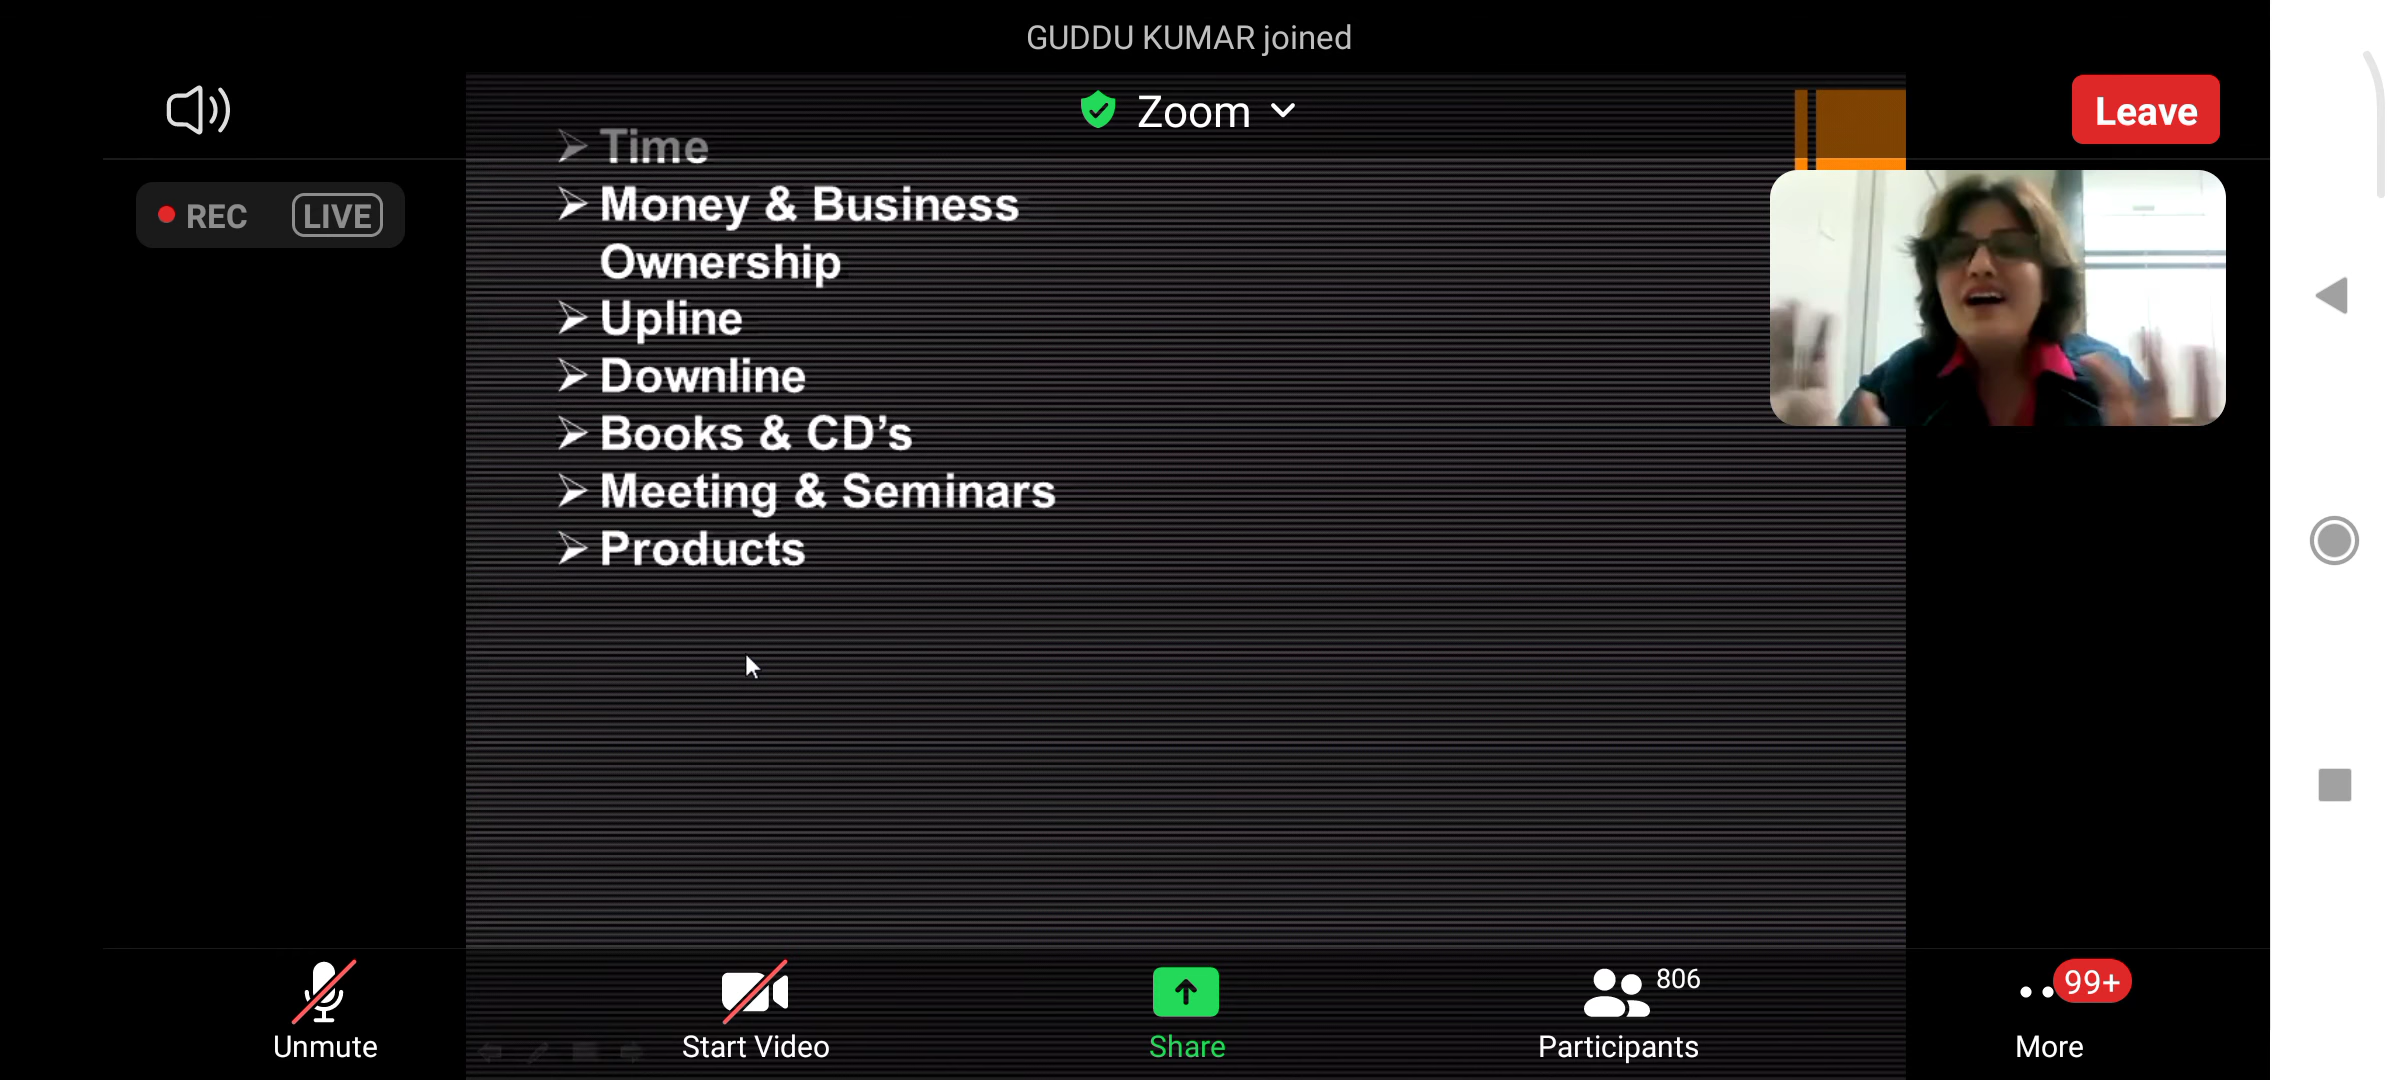 GUDDU KUMAR joined
Zoom
Leave
REC LIVE
Time
Money & Business
Ownership
Upline
Downline
Books & CD’s
Meeting & Seminars
Products
806
99+
Unmute
Start Video
Share
Participants
More